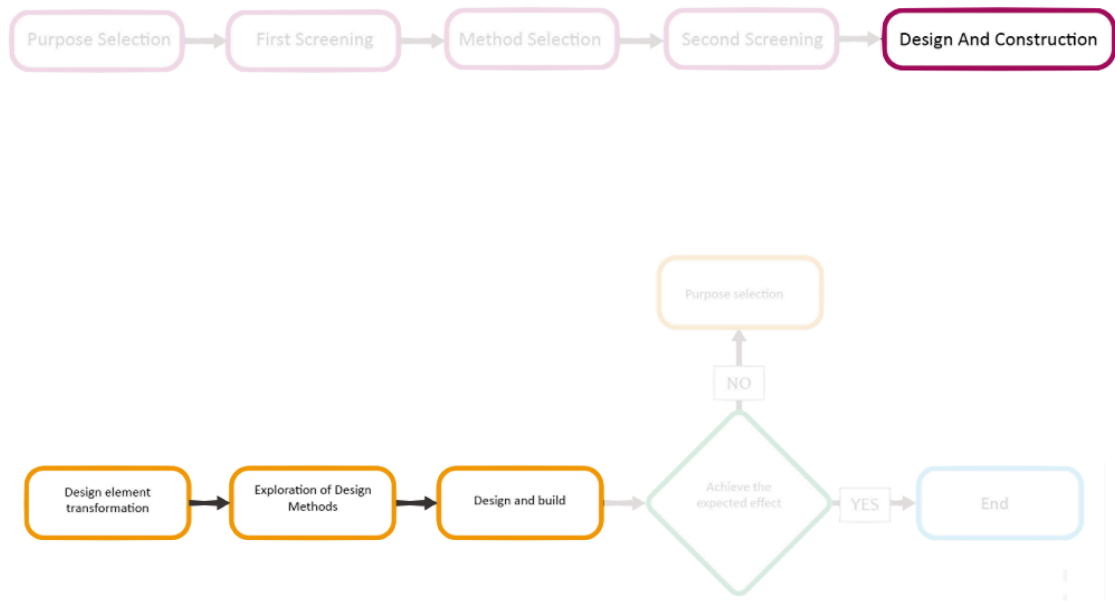 Purpose Selection
First Screening
Method Selection
Second Screening
Design And Construction
Purpose selection
NO
Design element
transformation
Exploration of Design
Methods
Design and build
Achieve the
expected effect
YES
End